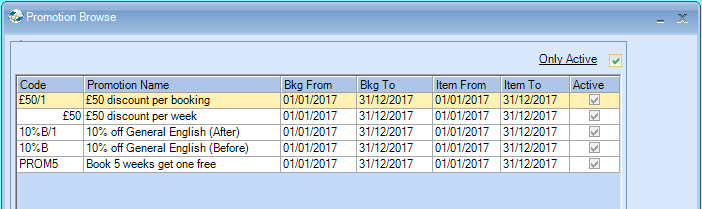 Promotion Browse
Only Active
Code Promotion Name Bkg From Bkg To Item From Item To Active
£50/1 £50 discount per booking 01/01/2017 31/12/2017 01/01/2017 31/12/2017
£50 £50 discount per week 01/01/2017 31/12/2017 01/01/2017 31/12/2017
10%B/1 10% off General English (After) 01/01/2017 31/12/2017 01/01/2017 31/12/2017
10%B 10% off General English (Before) 01/01/2017 31/12/2017 01/01/2017 31/12/2017
PROM5 Book 5 weeks get one free 01/01/2017 31/12/2017 01/01/2017 31/12/2017